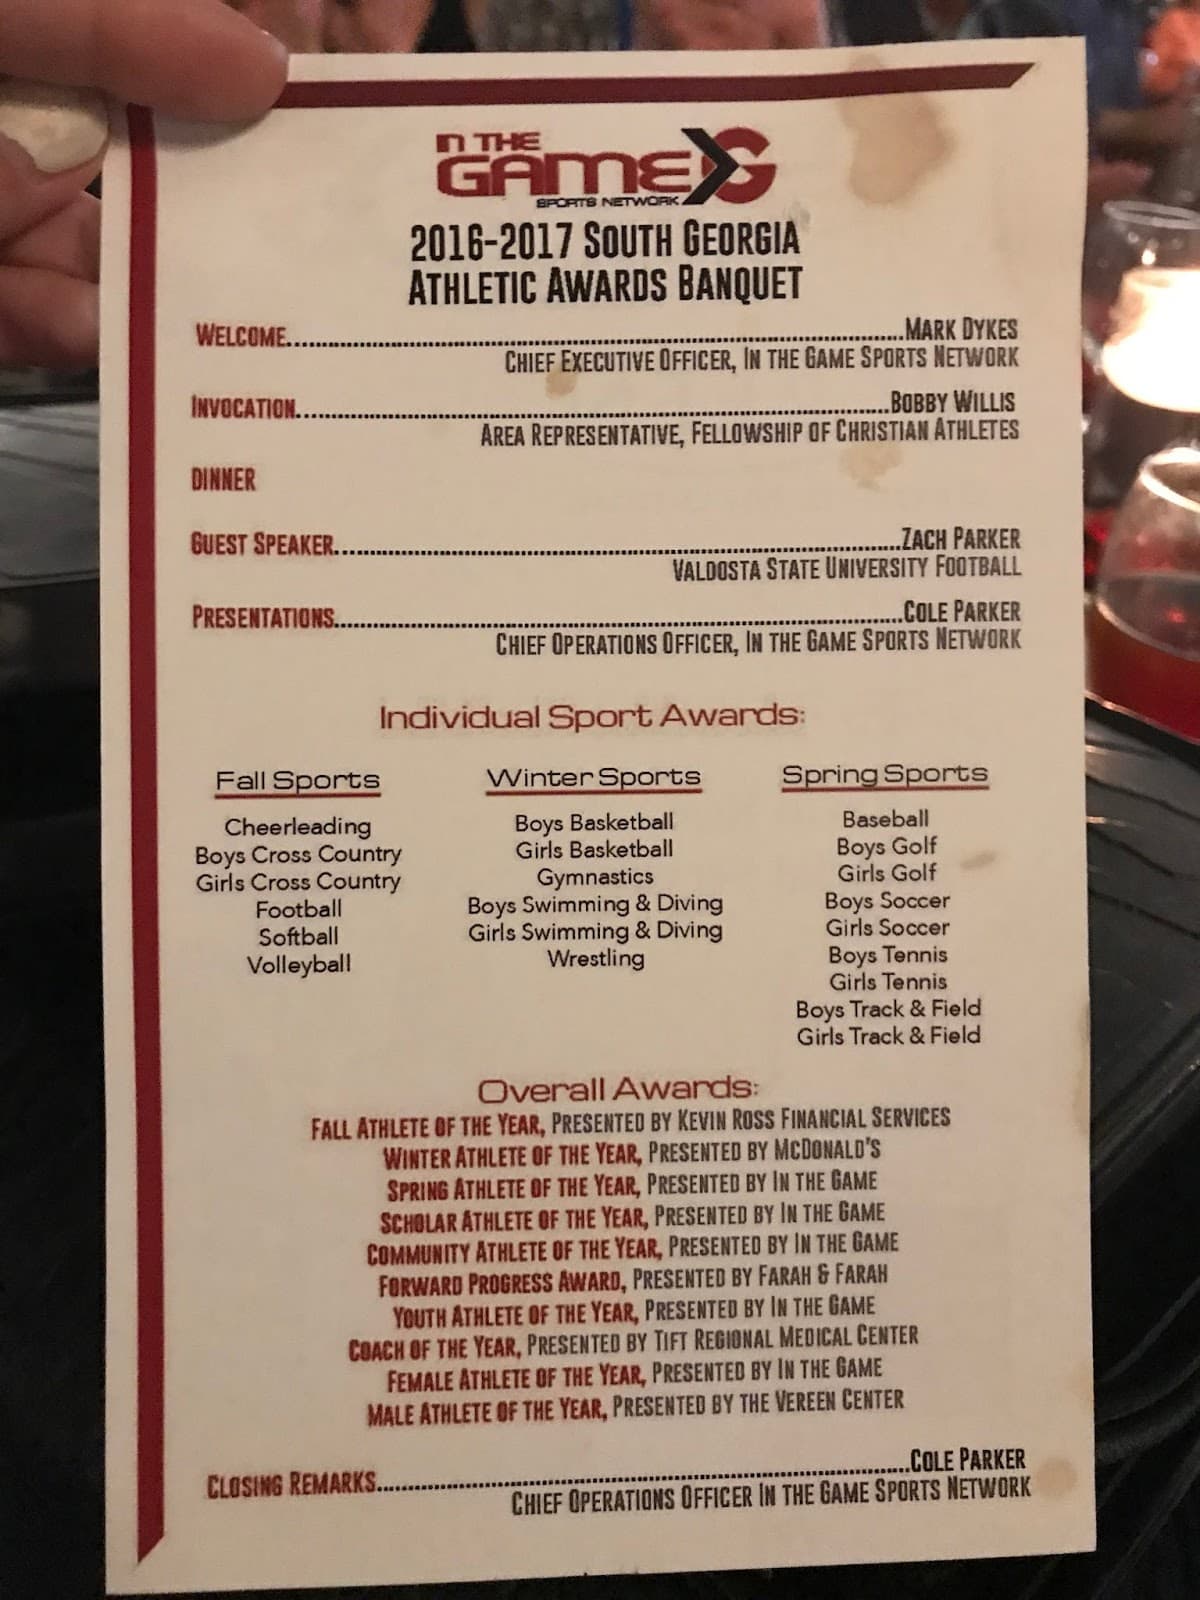 IN THE
GAME G
SPORTS NETWORK
2016-2017 South Georgia
Athletic Awards Banquet
Welcome.................Mark Dykes
Chief Executive Officer, In the Game Sports Network
Invocation.................Bobby Willis
Area Representative, Fellowship of Christian Athletes
Dinner
Guest Speaker.................Zach Parker
Valdosta State University Football
Presentations.................Cole Parker
Chief Operations Officer, In the Game Sports Network
Individual Sport Awards:
Fall Sports
Cheerleading
Boys Cross Country
Girls Cross Country
Football
Softball
Volleyball
Winter Sports
Boys Basketball
Girls Basketball
Gymnastics
Boys Swimming & Diving
Girls Swimming & Diving
Wrestling
Spring Sports
Baseball
Boys Golf
Girls Golf
Boys Soccer
Girls Soccer
Boys Tennis
Girls Tennis
Boys Track & Field
Girls Track & Field
Overall Awards:
Fall Athlete of the Year, Presented by Kevin Ross Financial Services
Winter Athlete of the Year, Presented by McDonald's
Spring Athlete of the Year, Presented by In the Game
Scholar Athlete of the Year, Presented by In the Game
Community Athlete of the Year, Presented by In the Game
Forward Progress Award, Presented by Farah & Farah
Youth Athlete of the Year, Presented by In the Game
Coach of the Year, Presented by Tift Regional Medical Center
Female Athlete of the Year, Presented by In the Game
Male Athlete of the Year, Presented by the Vereen Center
Closing Remarks.................Cole Parker
Chief Operations Officer In the Game Sports Network